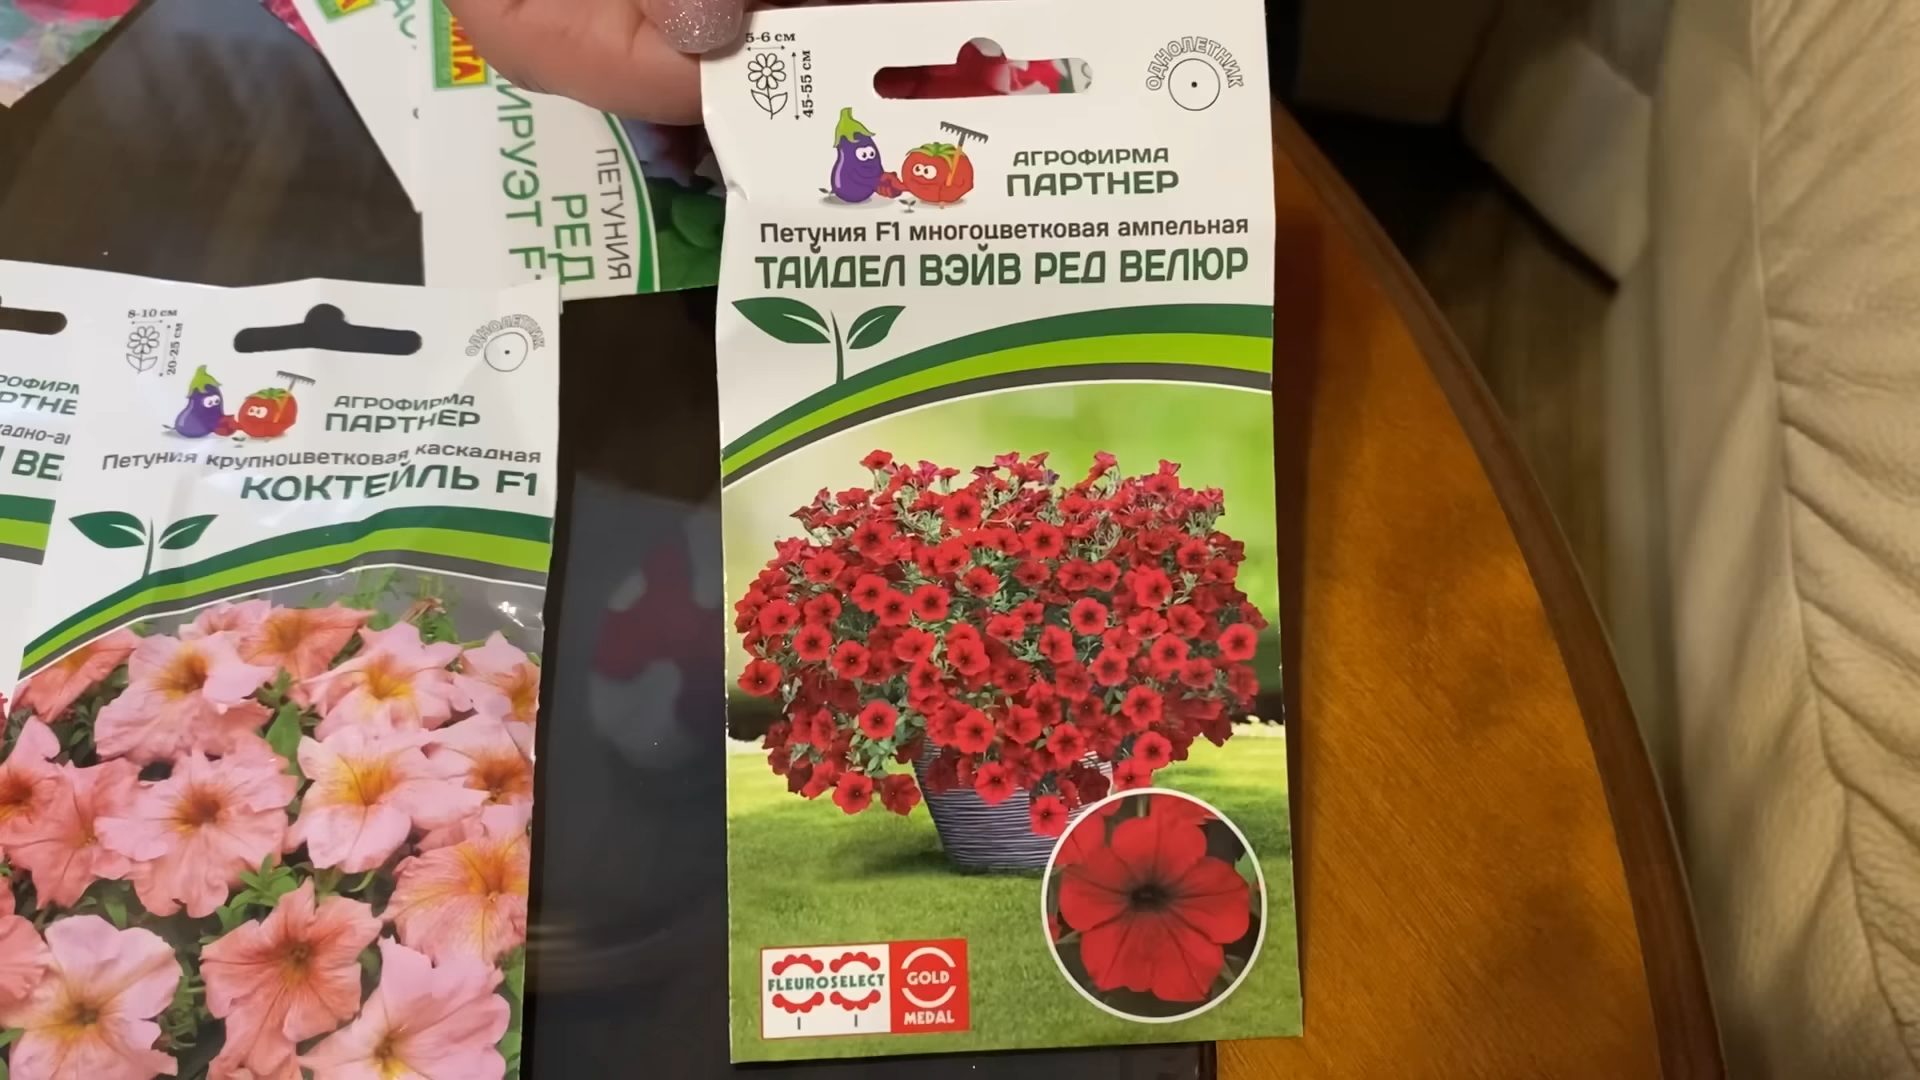 5-6 см
45-55 см
ОДНОЛЕТНИК
АГРОФИРМА
ПАРТНЕР
Петуния F1 многоцветковая ампельная
ТАЙДЕЛ ВЭЙВ РЕД ВЕЛЮР
FLEUROSELECT
GOLD
MEDAL
8-10 см
20-25 см
ОДНОЛЕТНИК
АГРОФИРМА
ПАРТНЕР
Петуния крупноцветковая каскадная
КОКТЕЙЛЬ F1
ПЕТУНИЯ
РЕД